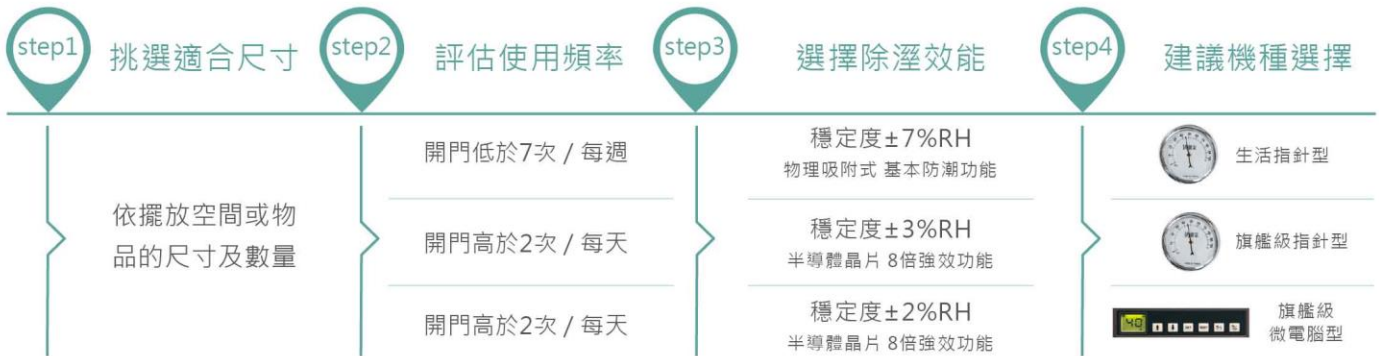 step1
挑選適合尺寸
step2
評估使用頻率
step3
選擇除溼效能
step4
建議機種選擇
依擺放空間或物
品的尺寸及數量
開門低於7次 / 每週
穩定度±7%RH
物理吸附式 基本防潮功能
生活指針型
開門高於2次 / 每天
穩定度±3%RH
半導體晶片 8倍強效功能
旗艦級指針型
開門高於2次 / 每天
穩定度±2%RH
半導體晶片 8倍強效功能
40
旗艦級
微電腦型